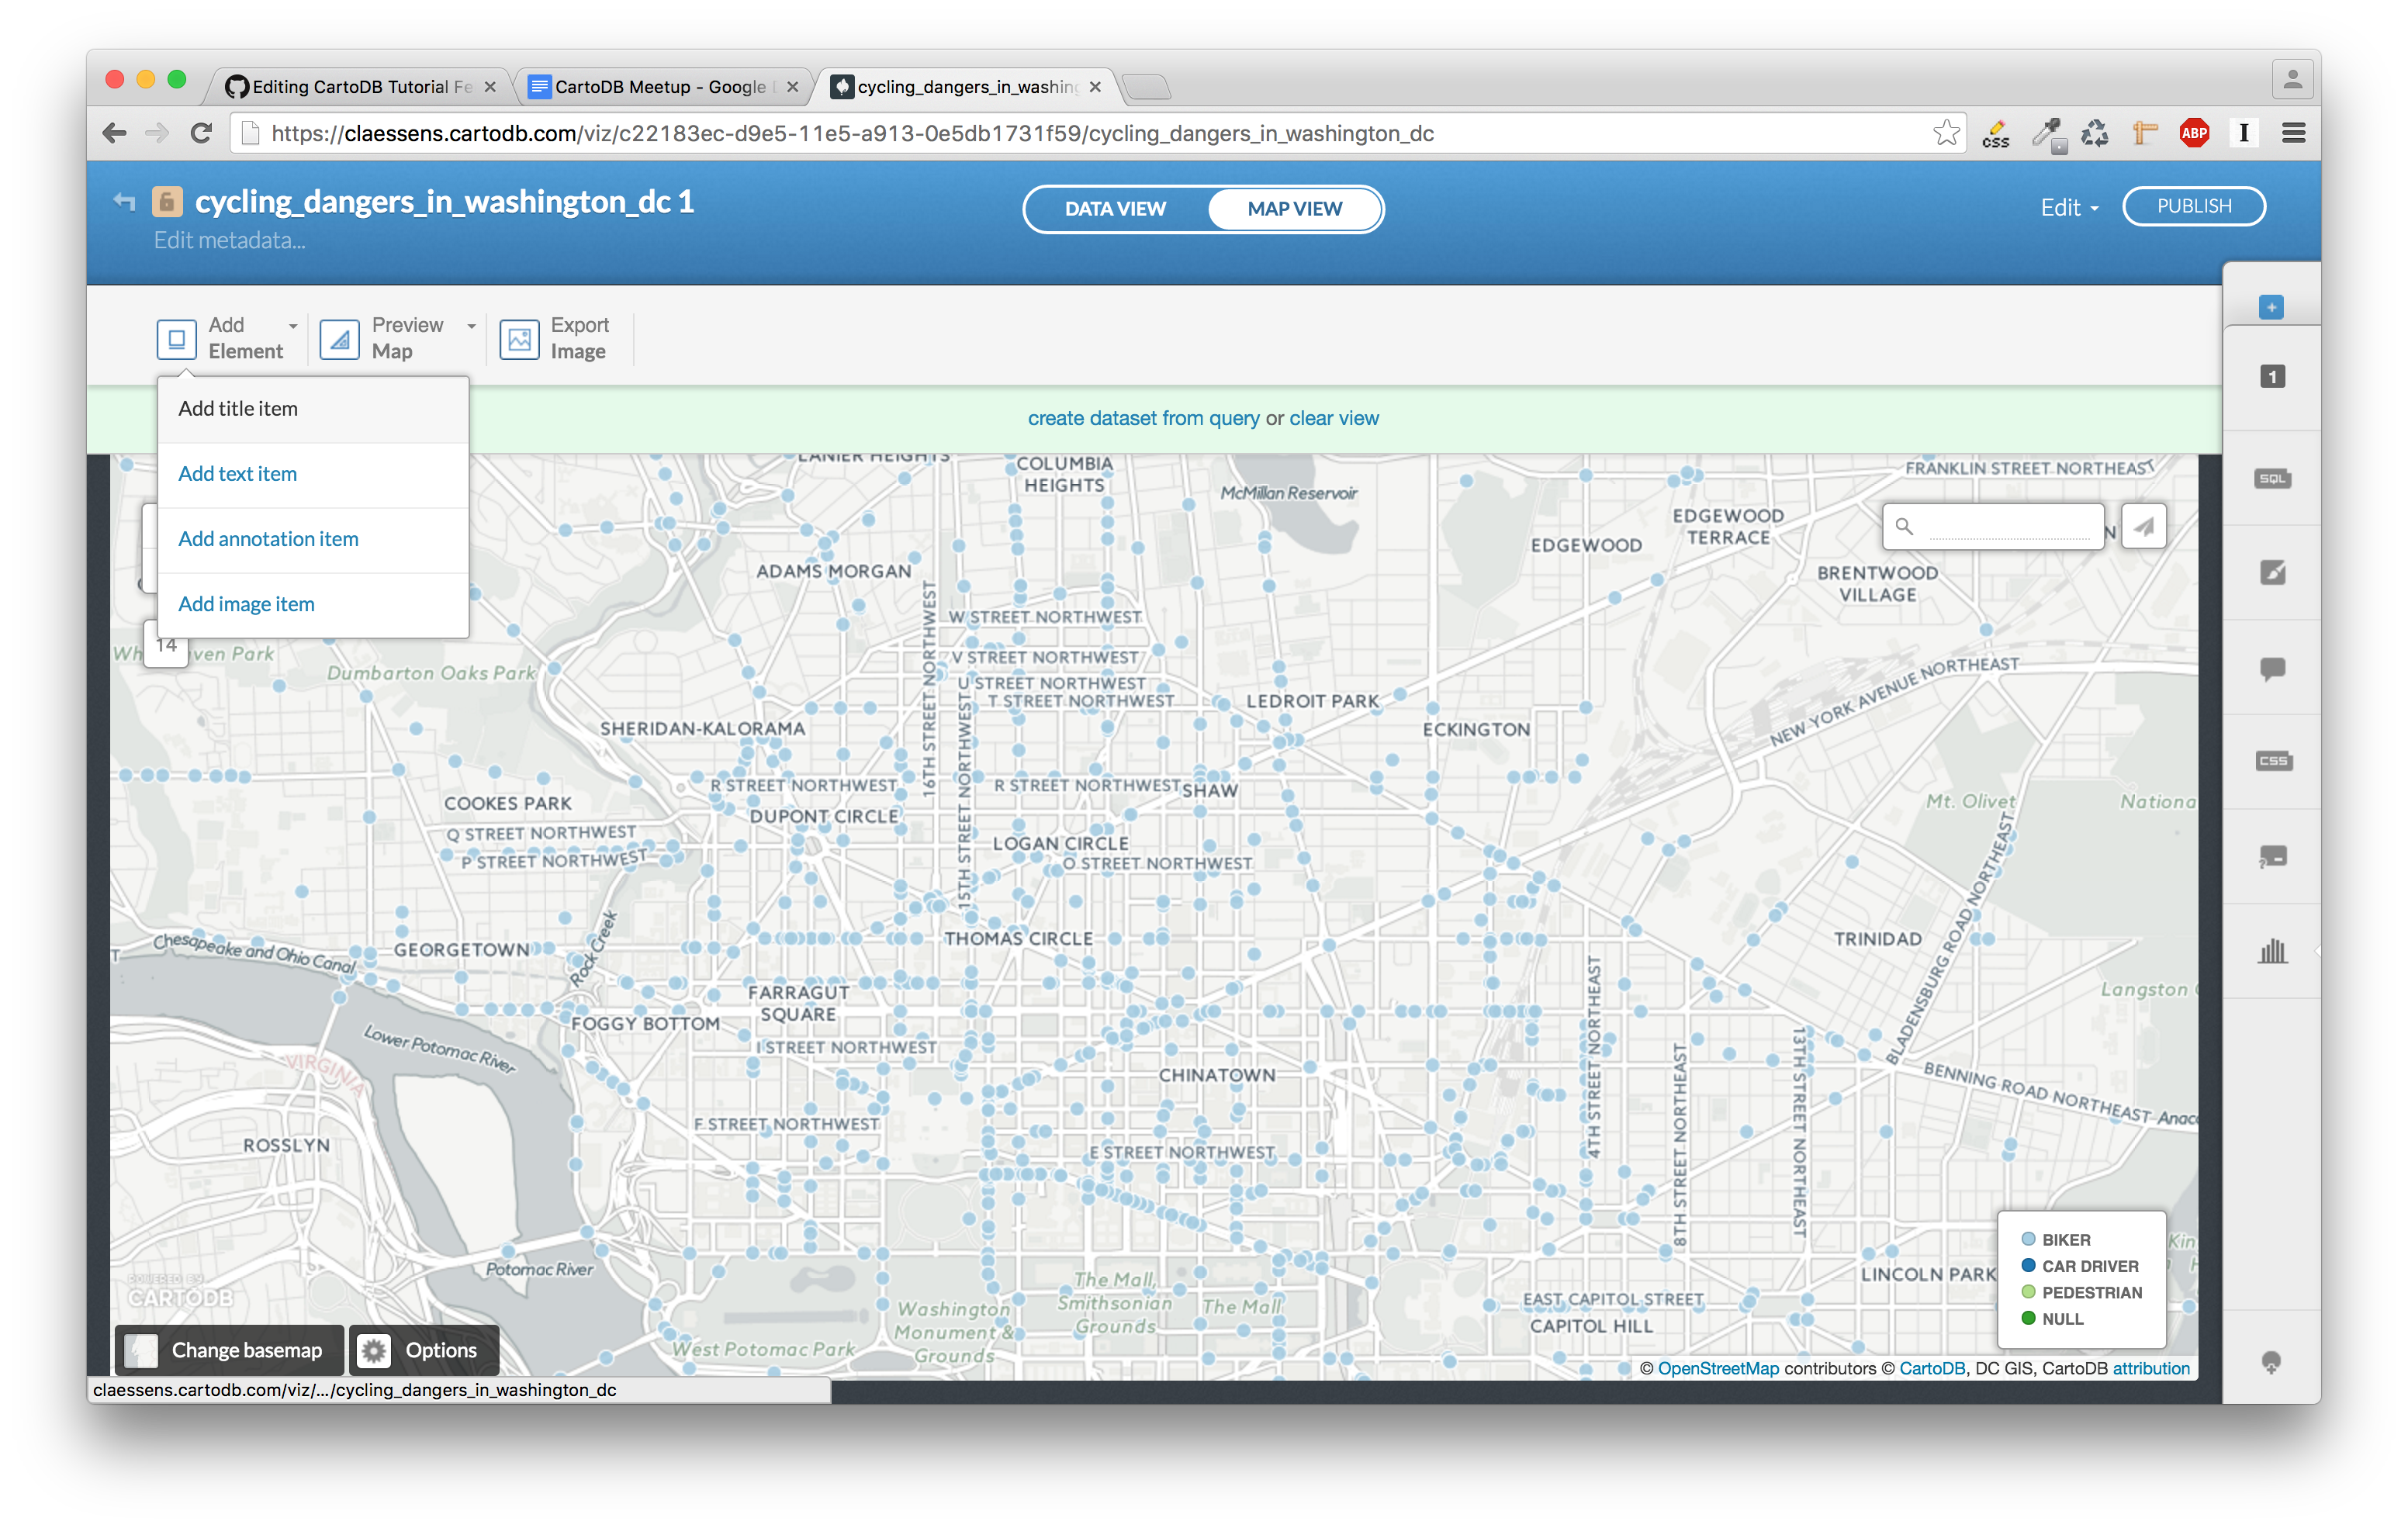 Editing CartoDB Tutorial Fe
CartoDB Meetup - Google
cycling_dangers_in_washing
https://claessens.cartodb.com/viz/c22183ec-d9e5-11e5-a913-0e5db1731f59/cycling_dangers_in_washington_dc
css
ABP
I
cycling_dangers_in_washington_dc 1
Edit metadata...
DATA VIEW
MAP VIEW
Edit
PUBLISH
Add Element
Preview Map
Export Image
Add title item
Add text item
Add annotation item
Add image item
create dataset from query or clear view
1
SQL
CSS
14
LANIER HEIGHTS
COLUMBIA HEIGHTS
McMillan Reservoir
FRANKLIN STREET NORTHEAST
EDGEWOOD TERRACE
EDGEWOOD
N
BRENTWOOD VILLAGE
ADAMS MORGAN
16TH STREET NORTHWEST
W STREET NORTHWEST
V STREET NORTHWEST
U STREET NORTHWEST
T STREET NORTHWEST
LEDROIT PARK
ECKINGTON
NEW YORK AVENUE NORTHEAST
Wh ven Park
Dumbarton Oaks Park
SHERIDAN-KALORAMA
15TH STREET NORTHWEST
R STREET NORTHWEST
R STREET NORTHWEST
SHAW
COOKES PARK
DUPONT CIRCLE
Q STREET NORTHWEST
P STREET NORTHWEST
LOGAN CIRCLE
O STREET NORTHWEST
Mt. Olivet
Nationa
BLADENSBURG ROAD NORTHEAST
Chesapeake and Ohio Canal
T
GEORGETOWN
Rock Creek
THOMAS CIRCLE
TRINIDAD
Langston
FARRAGUT SQUARE
FOGGY BOTTOM
I STREET NORTHWEST
Lower Potomac River
VIRGINIA
CHINATOWN
4TH STREET NORTHEAST
8TH STREET NORTHEAST
13TH STREET NORTHEAST
BENNING ROAD NORTHEAST
Anac
ROSSLYN
F STREET NORTHWEST
E STREET NORTHWEST
Potomac River
POWERED BY
CARTODB
The Mall, Smithsonian Grounds
The Mall
Washington Monument & Grounds
West Potomac Park
EAST CAPITOL STREET
CAPITOL HILL
LINCOLN PARK
Kin
BIKER
CAR DRIVER
PEDESTRIAN
NULL
Change basemap
Options
© OpenStreetMap contributors © CartoDB, DC GIS, CartoDB attribution
claessens.cartodb.com/viz/.../cycling_dangers_in_washington_dc